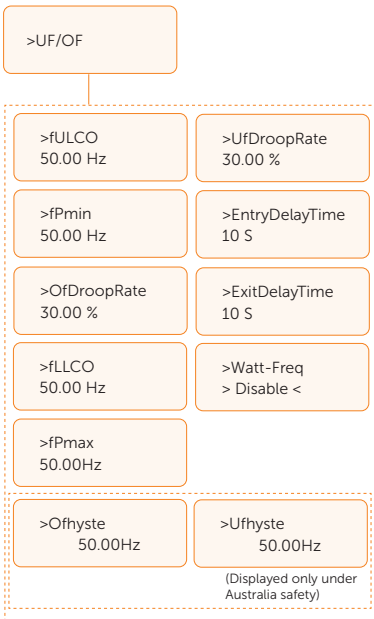 >UF/OF
>fULCO
50.00 Hz
>UfDroopRate
30.00 %
>fPmin
50.00 Hz
>EntryDelayTime
10 S
>OfDroopRate
30.00 %
>ExitDelayTime
10 S
>fLLCO
50.00 Hz
>Watt-Freq
> Disable <
>fPmax
50.00Hz
>Ofhyste
50.00Hz
>Ufhyste
50.00Hz
(Displayed only under
Australia safety)